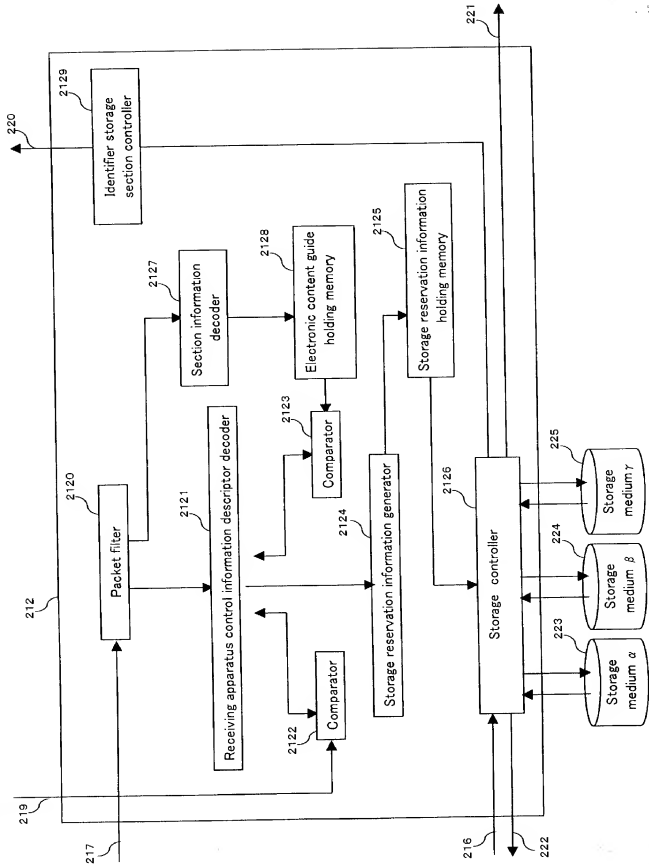 212
220
2129
Identifier storage
section controller
221
217
2120
Packet filter
2127
Section information
decoder
2121
Receiving apparatus control information descriptor decoder
2128
Electronic content guide
holding memory
2123
Comparator
219
2122
Comparator
2124
Storage reservation information generator
2125
Storage reservation information
holding memory
2126
Storage controller
216
222
223
Storage
medium α
224
Storage
medium β
225
Storage
medium γ